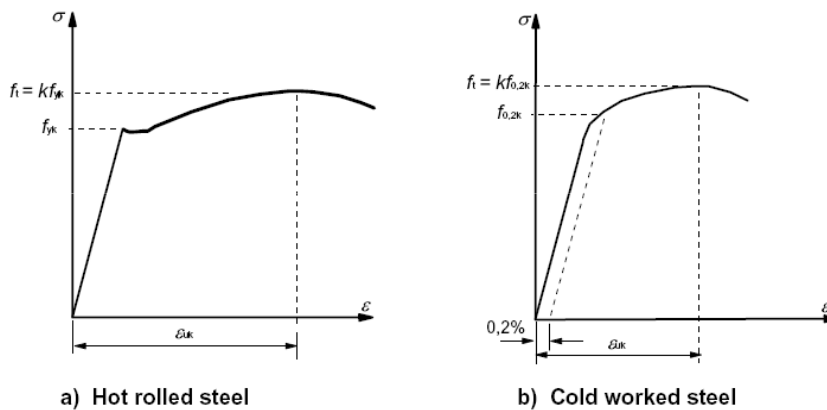 σ
ft = kfyk
fyk
ε
εuk
a) Hot rolled steel
σ
ft = kf0,2k
f0,2k
ε
0,2%
εuk
b) Cold worked steel